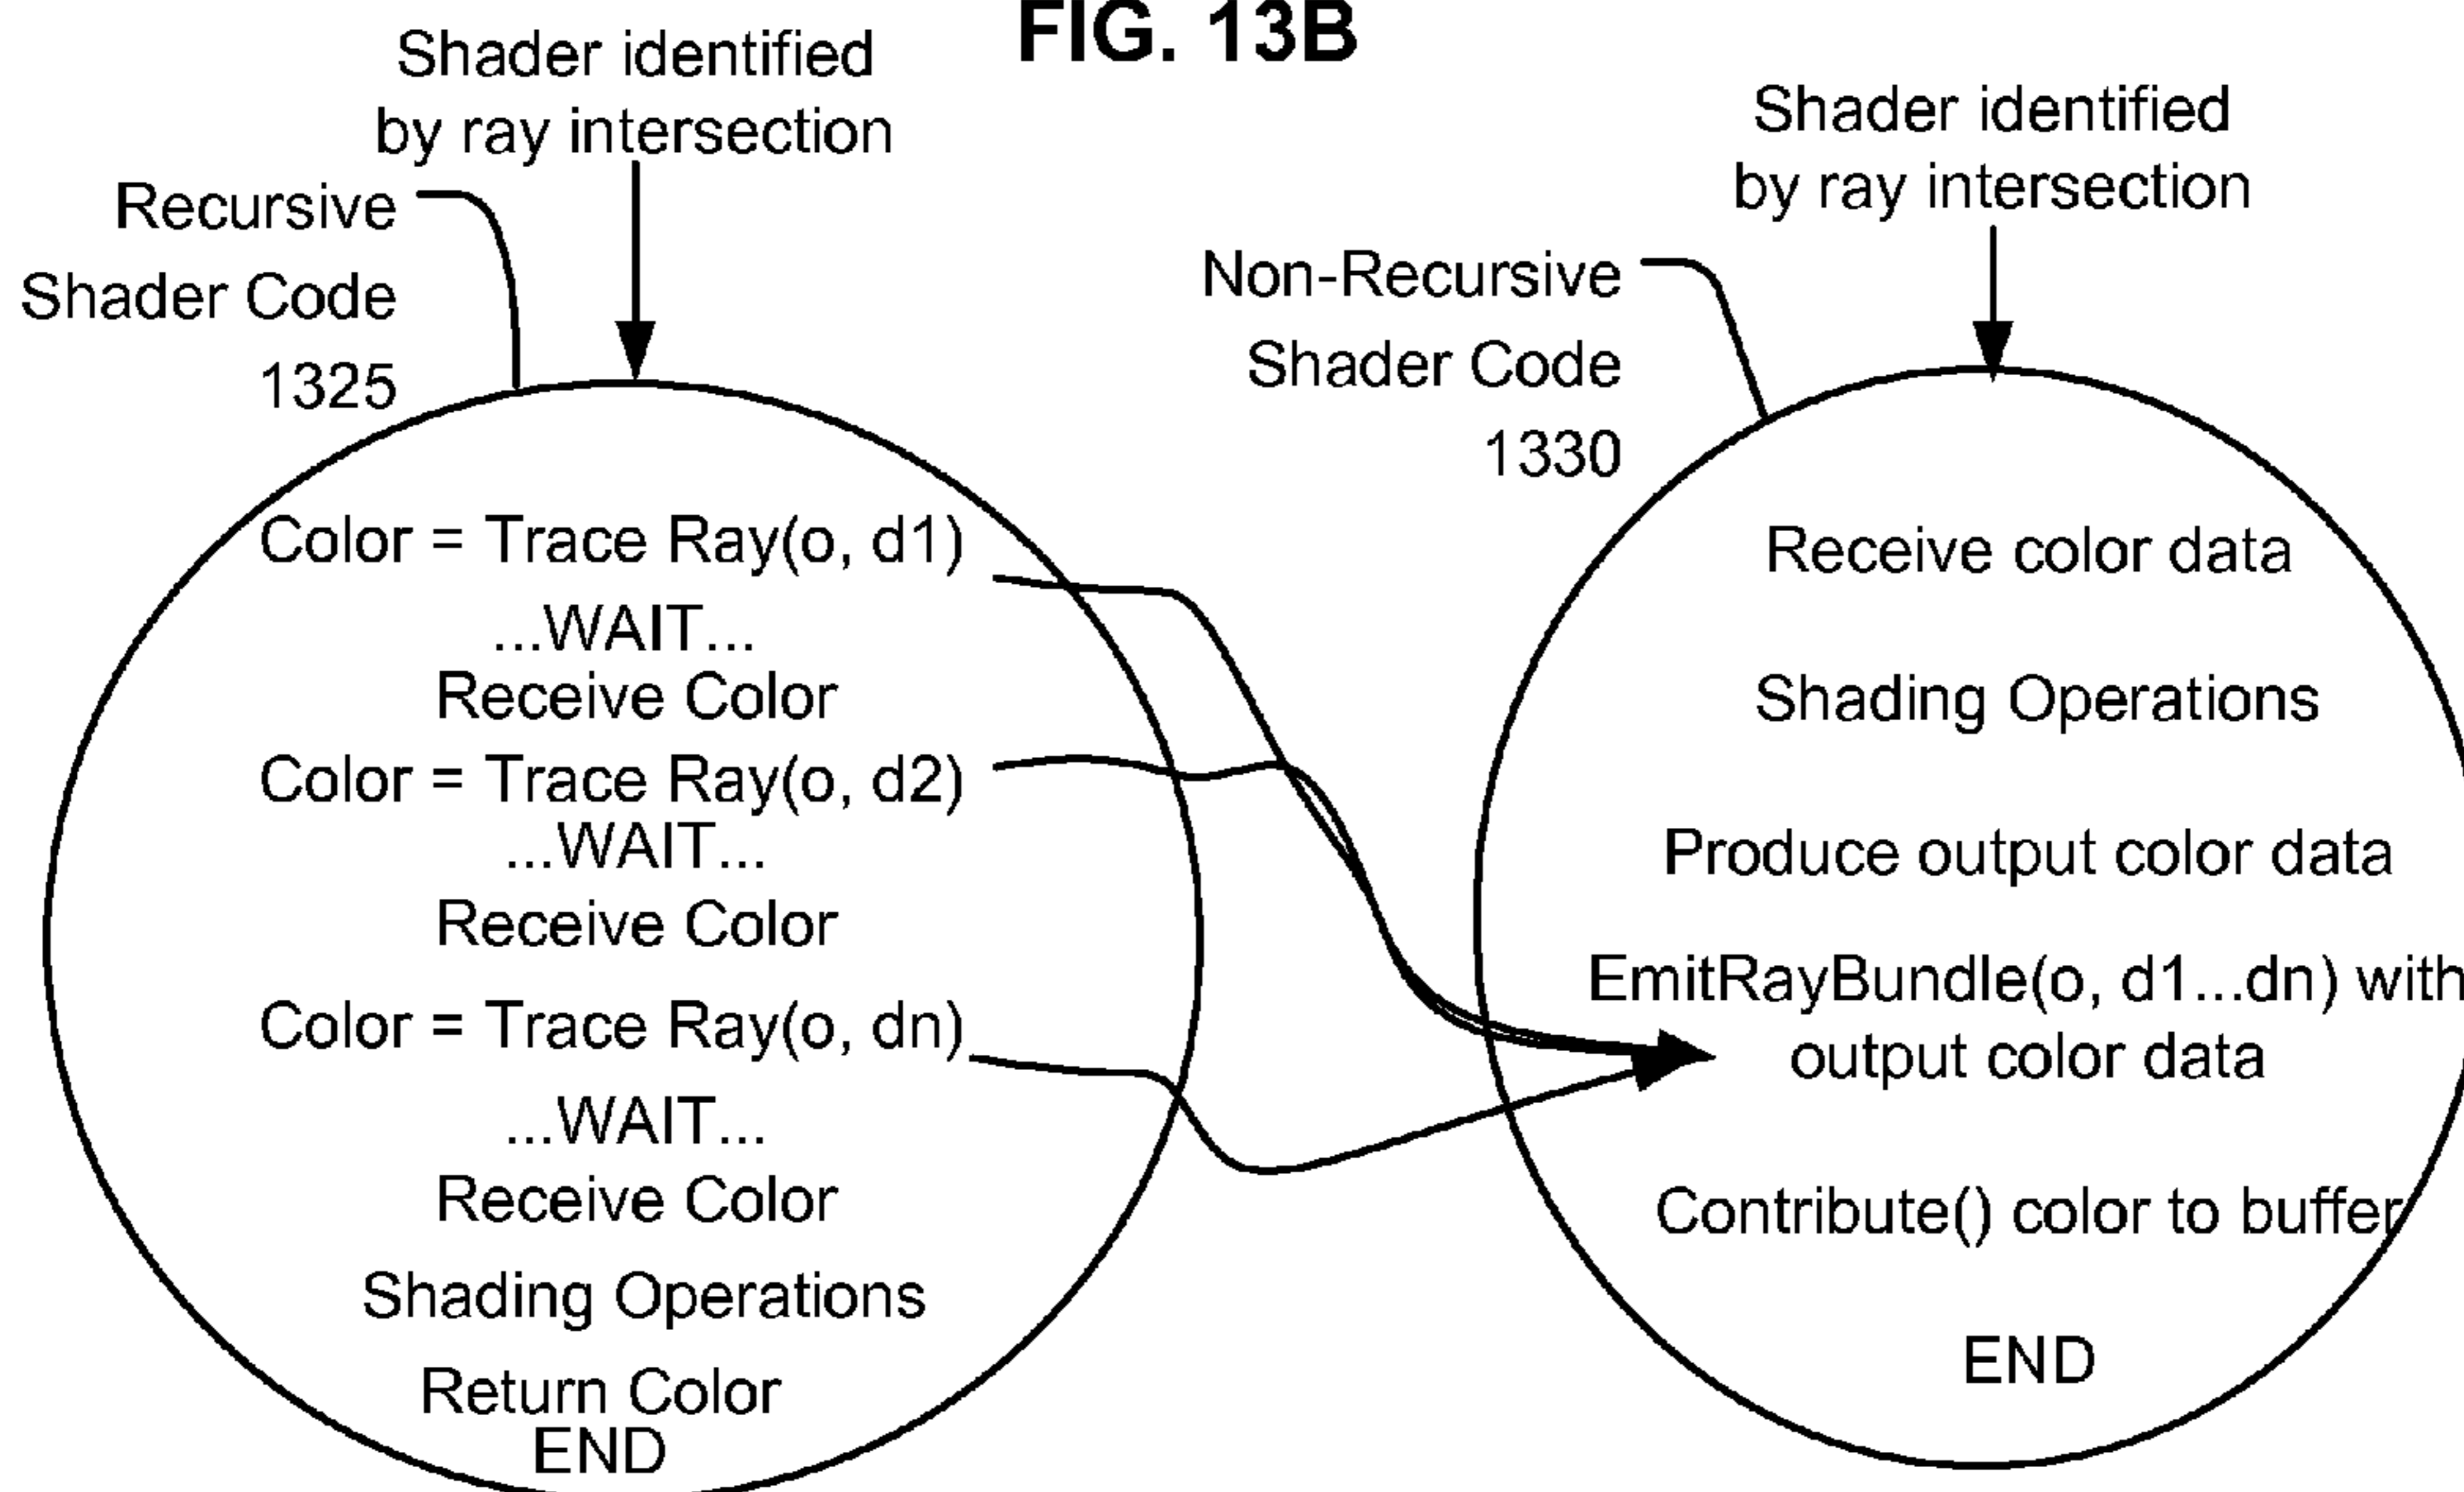 FIG. 13B
Shader identified
by ray intersection
Recursive
Shader Code
1325
Color = Trace Ray(o, d1)
...WAIT...
Receive Color
Color = Trace Ray(o, d2)
...WAIT...
Receive Color
Color = Trace Ray(o, dn)
...WAIT...
Receive Color
Shading Operations
Return Color
END
Shader identified
by ray intersection
Non-Recursive
Shader Code
1330
Receive color data
Shading Operations
Produce output color data
EmitRayBundle(o, d1...dn) with
output color data
Contribute() color to buffer
END